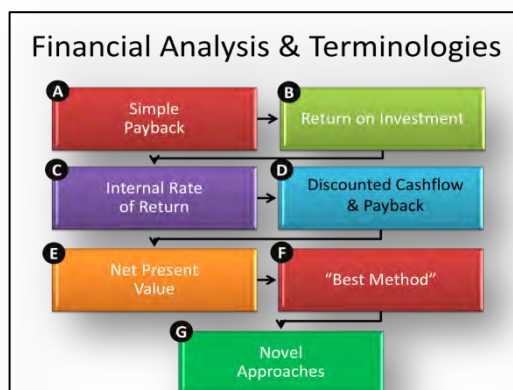 Financial Analysis & Terminologies
A
Simple
Payback
B
Return on Investment
C
Internal Rate
of Return
D
Discounted Cashflow
& Payback
E
Net Present
Value
F
“Best Method”
G
Novel
Approaches